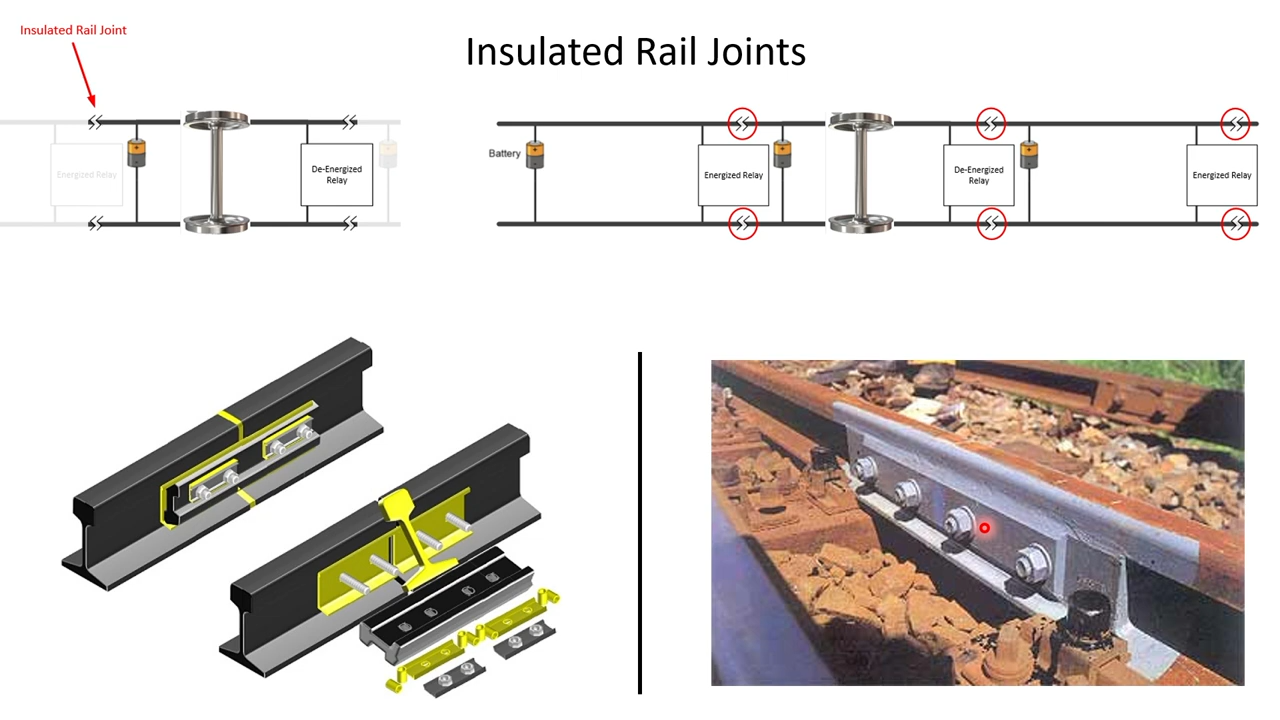 Insulated Rail Joint
Insulated Rail Joints
Energized Relay
De-Energized
Relay
Battery
Energized Relay
De-Energized
Relay
Energized Relay